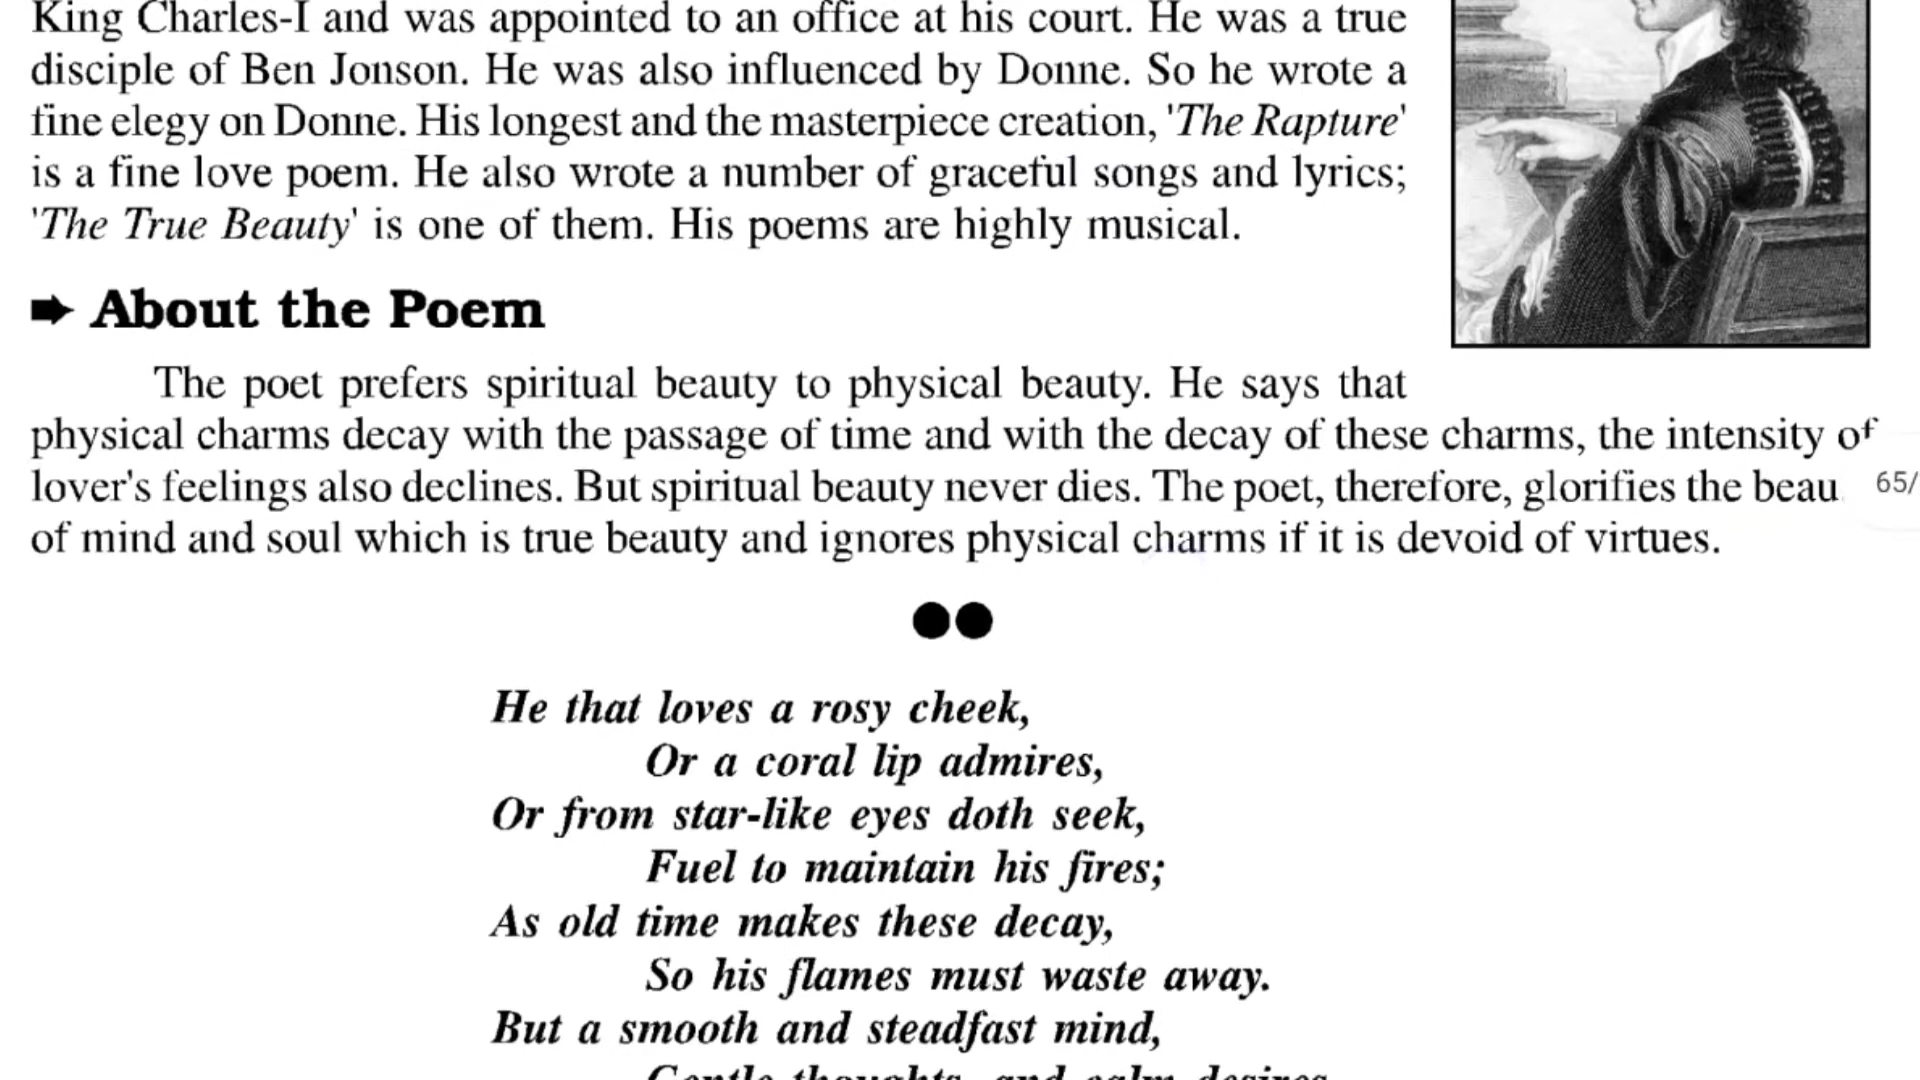 King Charles-I and was appointed to an office at his court. He was a true
disciple of Ben Jonson. He was also influenced by Donne. So he wrote a
fine elegy on Donne. His longest and the masterpiece creation, 'The Rapture'
is a fine love poem. He also wrote a number of graceful songs and lyrics;
'The True Beauty' is one of them. His poems are highly musical.
➨ About the Poem
The poet prefers spiritual beauty to physical beauty. He says that
physical charms decay with the passage of time and with the decay of these charms, the intensity of
lover's feelings also declines. But spiritual beauty never dies. The poet, therefore, glorifies the beau
65/
of mind and soul which is true beauty and ignores physical charms if it is devoid of virtues.
He that loves a rosy cheek,
Or a coral lip admires,
Or from star-like eyes doth seek,
Fuel to maintain his fires;
As old time makes these decay,
So his flames must waste away.
But a smooth and steadfast mind,
Gentle thoughts, and calm desires